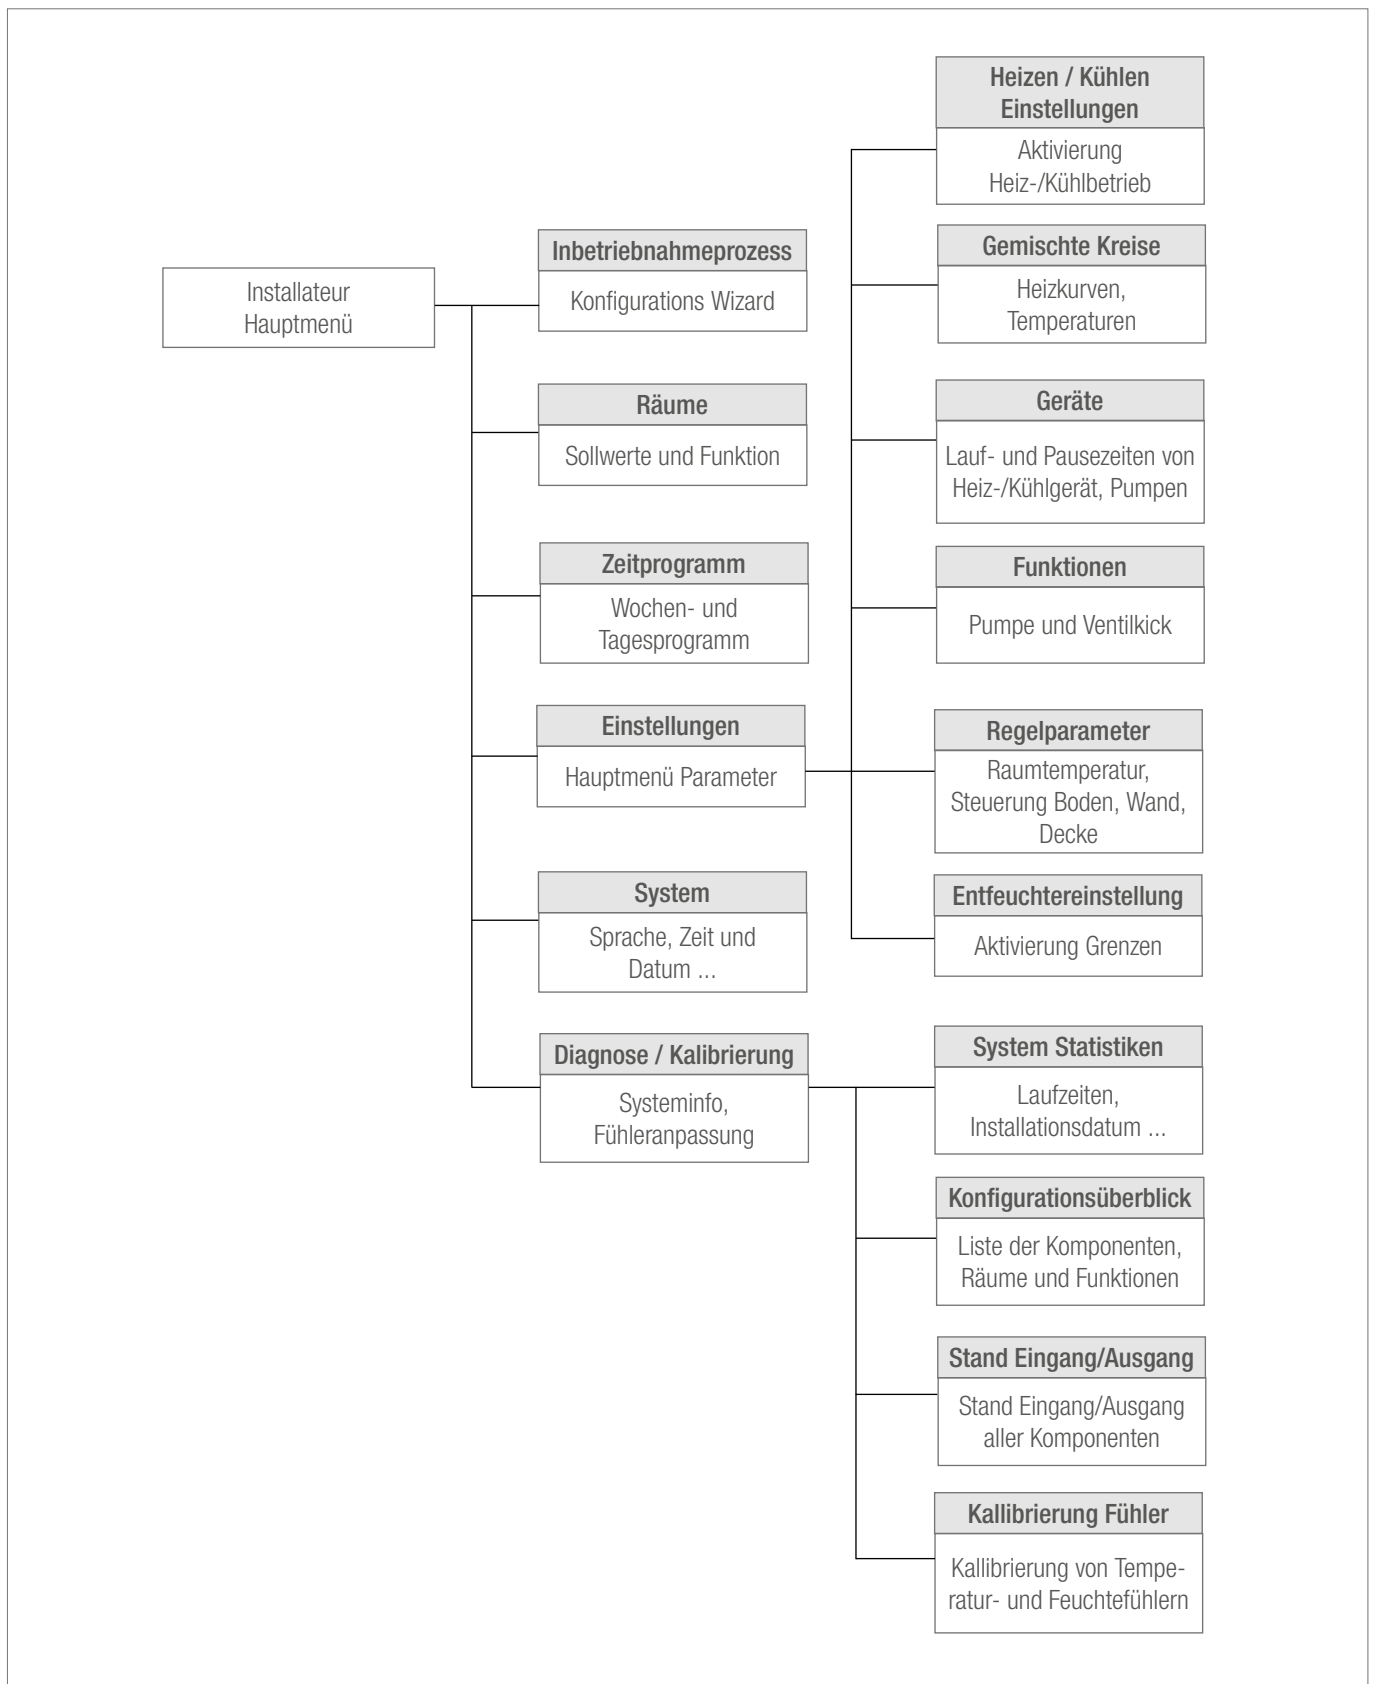 Installateur
Hauptmenü
Inbetriebnahmeprozess
Konfigurations Wizard
Räume
Sollwerte und Funktion
Zeitprogramm
Wochen- und
Tagesprogramm
Einstellungen
Hauptmenü Parameter
System
Sprache, Zeit und
Datum ...
Diagnose / Kalibrierung
Systeminfo,
Fühleranpassung
Heizen / Kühlen
Einstellungen
Aktivierung
Heiz-/Kühlbetrieb
Gemischte Kreise
Heizkurven,
Temperaturen
Geräte
Lauf- und Pausezeiten von
Heiz-/Kühlgerät, Pumpen
Funktionen
Pumpe und Ventilkick
Regelparameter
Raumtemperatur,
Steuerung Boden, Wand,
Decke
Entfeuchtereinstellung
Aktivierung Grenzen
System Statistiken
Laufzeiten,
Installationsdatum ...
Konfigurationsüberblick
Liste der Komponenten,
Räume und Funktionen
Stand Eingang/Ausgang
Stand Eingang/Ausgang
aller Komponenten
Kallibrierung Fühler
Kallibrierung von Tempe-
ratur- und Feuchtefühlern